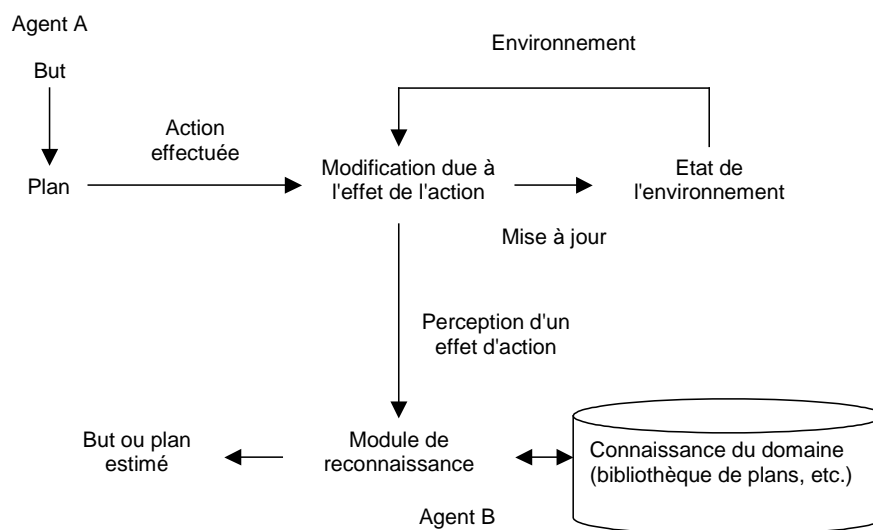 Agent A
Environnement
But
Action
effectuée
Plan
Modification due à
l'effet de l'action
Etat de
l'environnement
Mise à jour
Perception d'un
effet d'action
But ou plan
estimé
Module de
reconnaissance
Connaissance du domaine
(bibliothèque de plans, etc.)
Agent B